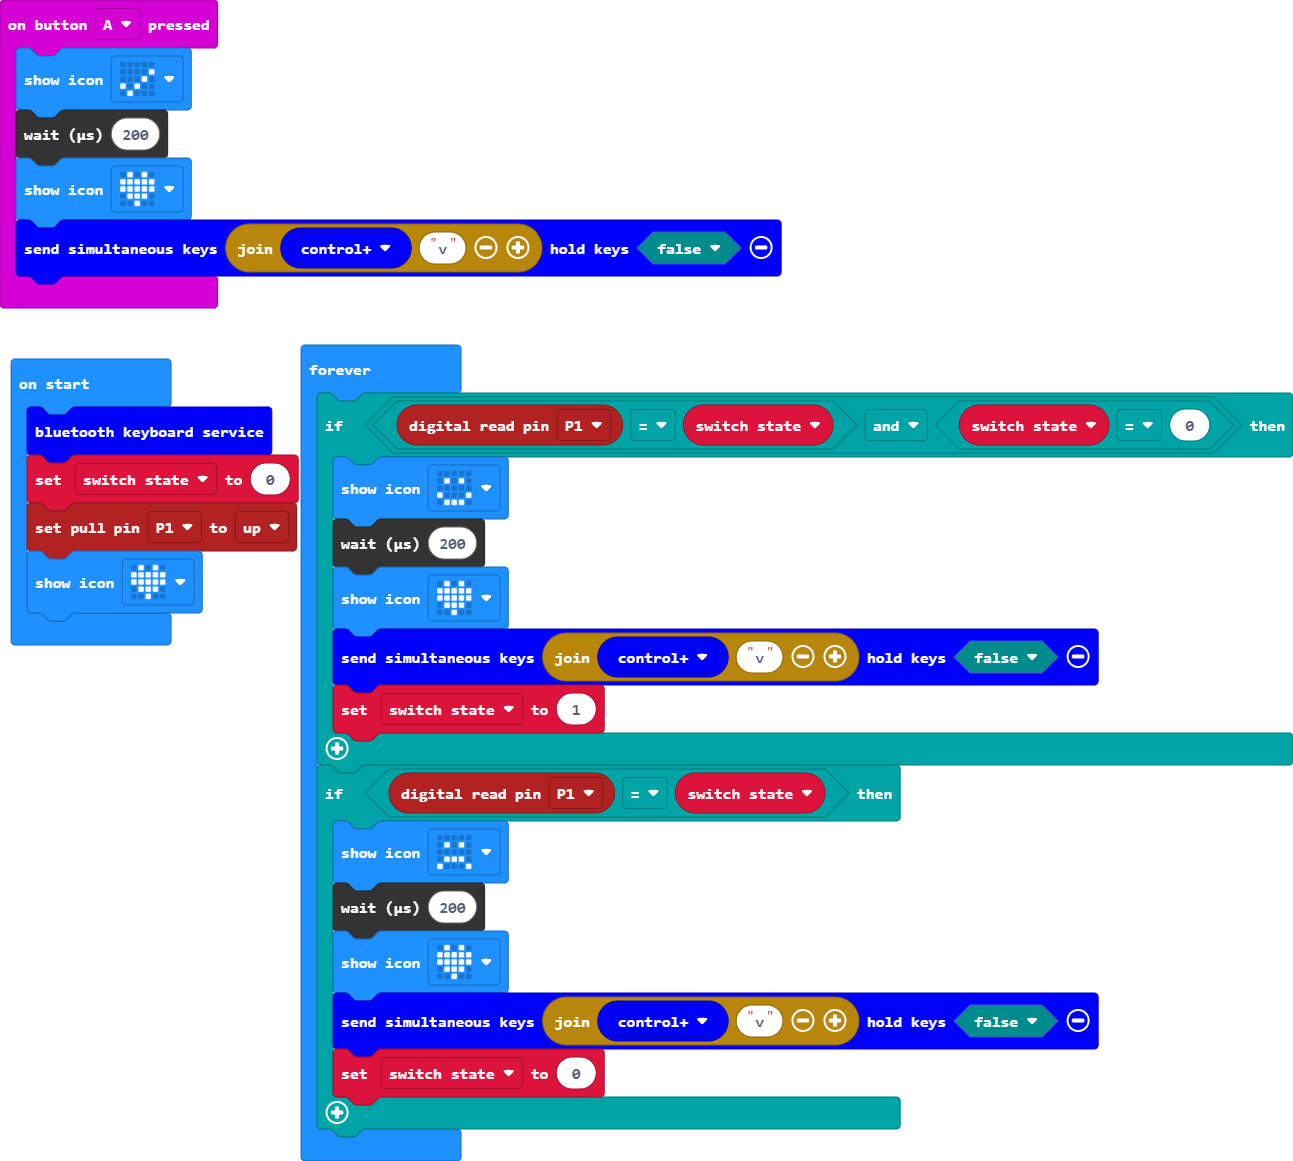 on button A pressed
show icon
wait (µs) 200
show icon
send simultaneous keys join control+ "v" hold keys false
on start
bluetooth keyboard service
set switch state to 0
set pull pin P1 to up
show icon
forever
if digital read pin P1 = switch state and switch state = 0 then
show icon
wait (µs) 200
show icon
send simultaneous keys join control+ "v" hold keys false
set switch state to 1
if digital read pin P1 = switch state then
show icon
wait (µs) 200
show icon
send simultaneous keys join control+ "v" hold keys false
set switch state to 0